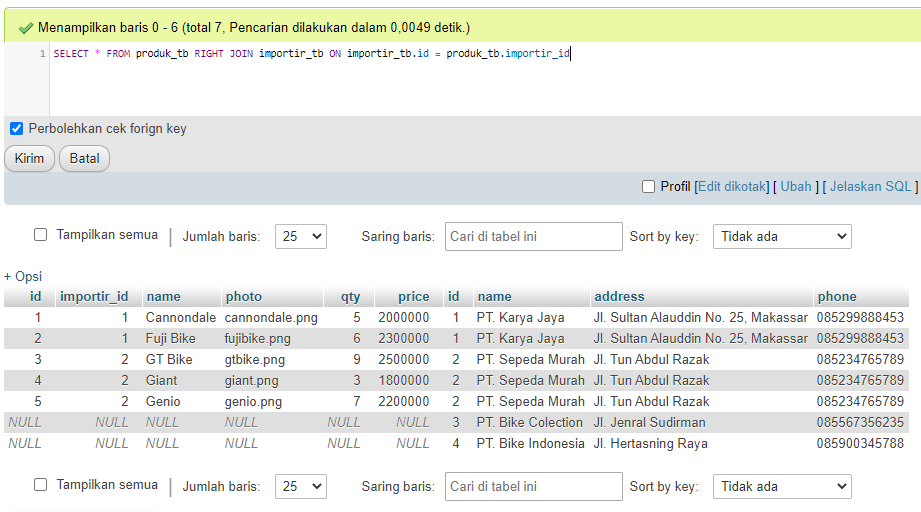 Menampilkan baris 0 - 6 (total 7, Pencarian dilakukan dalam 0,0049 detik.)
1 SELECT * FROM produk_tb RIGHT JOIN importir_tb ON importir_tb.id = produk_tb.importir_id
Perbolehkan cek forign key
Kirim Batal
Profil [Edit dikotak] [ Ubah ] [ Jelaskan SQL ]
Tampilkan semua | Jumlah baris: 25 Saring baris: Cari di tabel ini Sort by key: Tidak ada
+ Opsi
id importir_id name photo qty price id name address phone
1 1 Cannondale cannondale.png 5 2000000 1 PT. Karya Jaya Jl. Sultan Alauddin No. 25, Makassar 085299888453
2 1 Fuji Bike fujibike.png 6 2300000 1 PT. Karya Jaya Jl. Sultan Alauddin No. 25, Makassar 085299888453
3 2 GT Bike gtbike.png 9 2500000 2 PT. Sepeda Murah Jl. Tun Abdul Razak 085234765789
4 2 Giant giant.png 3 1800000 2 PT. Sepeda Murah Jl. Tun Abdul Razak 085234765789
5 2 Genio genio.png 7 2200000 2 PT. Sepeda Murah Jl. Tun Abdul Razak 085234765789
NULL NULL NULL NULL NULL NULL 3 PT. Bike Colection Jl. Jenral Sudirman 085567356235
NULL NULL NULL NULL NULL NULL 4 PT. Bike Indonesia Jl. Hertasning Raya 085900345788
Tampilkan semua | Jumlah baris: 25 Saring baris: Cari di tabel ini Sort by key: Tidak ada